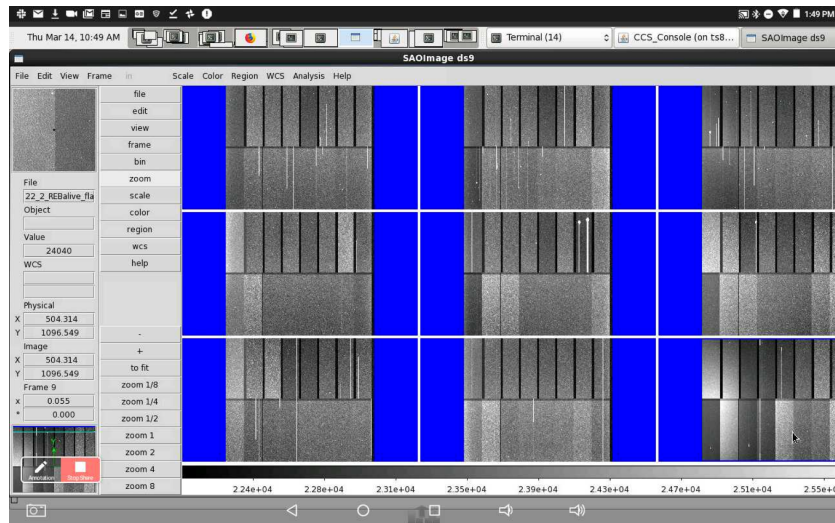 1:49 PM
Thu Mar 14, 10:49 AM
Terminal (14)
CCS_Console (on ts8...
SAOImage ds9
SAOImage ds9
File Edit View Frame Bin Scale Color Region WCS Analysis Help
file
edit
view
frame
bin
zoom
scale
color
region
wcs
help
-
+
to fit
zoom 1/8
zoom 1/4
zoom 1/2
zoom 1
zoom 2
zoom 4
zoom 8
File
22_2_REBalive_fla
Object
Value
24040
WCS
Physical
X 504.314
Y 1096.549
Image
X 504.314
Y 1096.549
Frame 9
x 0.055
° 0.000
Y
Annotation
Stop Share
2.24e+04 2.28e+04 2.31e+04 2.35e+04 2.39e+04 2.43e+04 2.47e+04 2.51e+04 2.55e+